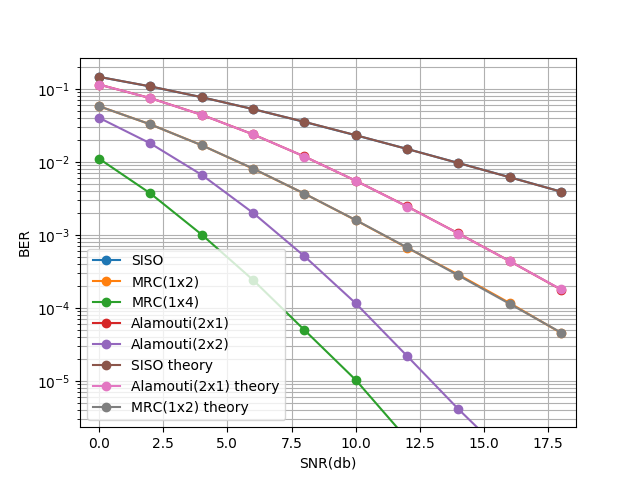 10⁻¹
10⁻²
10⁻³
10⁻⁴
10⁻⁵
BER
SISO
MRC(1x2)
MRC(1x4)
Alamouti(2x1)
Alamouti(2x2)
SISO theory
Alamouti(2x1) theory
MRC(1x2) theory
0.0 2.5 5.0 7.5 10.0 12.5 15.0 17.5
SNR(db)